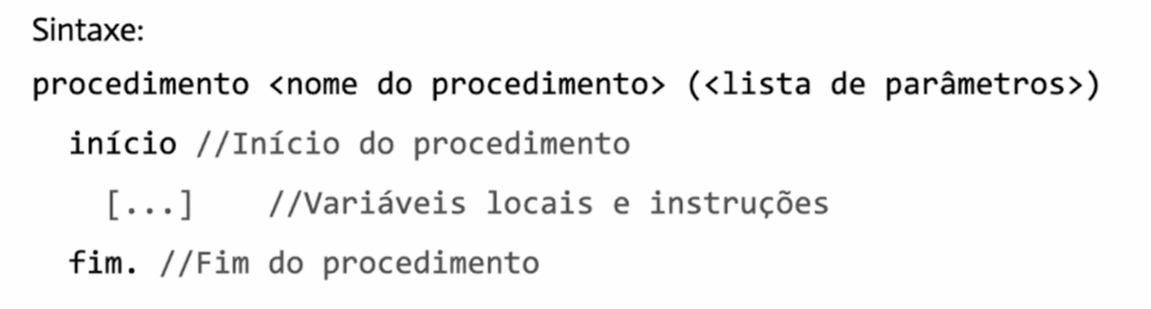 Sintaxe:
procedimento <nome do procedimento> (<lista de parâmetros>)
início //Início do procedimento
[...] //Variáveis locais e instruções
fim. //Fim do procedimento